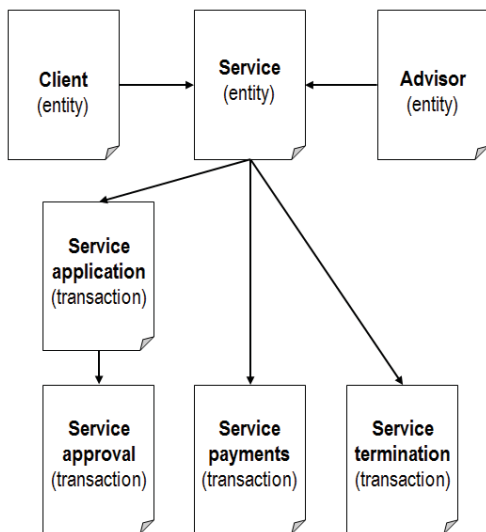 Client
(entity)
Service
(entity)
Advisor
(entity)
Service
application
(transaction)
Service
approval
(transaction)
Service
payments
(transaction)
Service
termination
(transaction)